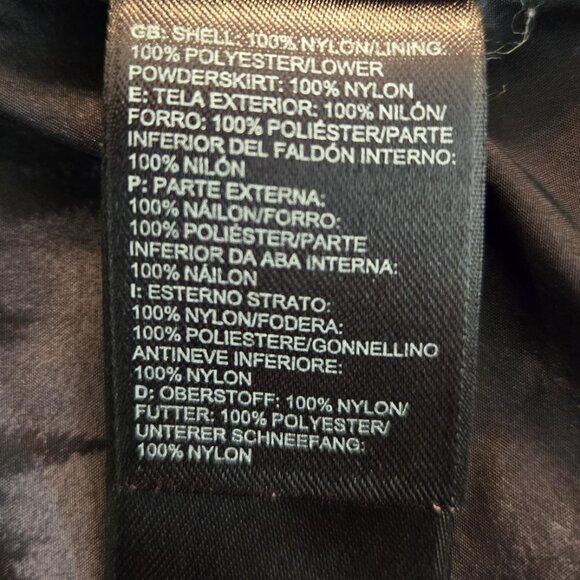 GB: SHELL: 100% NYLON/LINING:
100% POLYESTER/LOWER
POWDERSKIRT: 100% NYLON
E: TELA EXTERIOR: 100% NILÓN/
FORRO: 100% POLIÉSTER/PARTE
INFERIOR DEL FALDÓN INTERNO:
100% NILÓN
P: PARTE EXTERNA:
100% NÁILON/FORRO:
100% POLIÉSTER/PARTE
INFERIOR DA ABA INTERNA:
100% NÁILON
I: ESTERNO STRATO:
100% NYLON/FODERA:
100% POLIESTERE/GONNELLINO
ANTINEVE INFERIORE:
100% NYLON
D: OBERSTOFF: 100% NYLON/
FUTTER: 100% POLYESTER/
UNTERER SCHNEEFANG:
100% NYLON